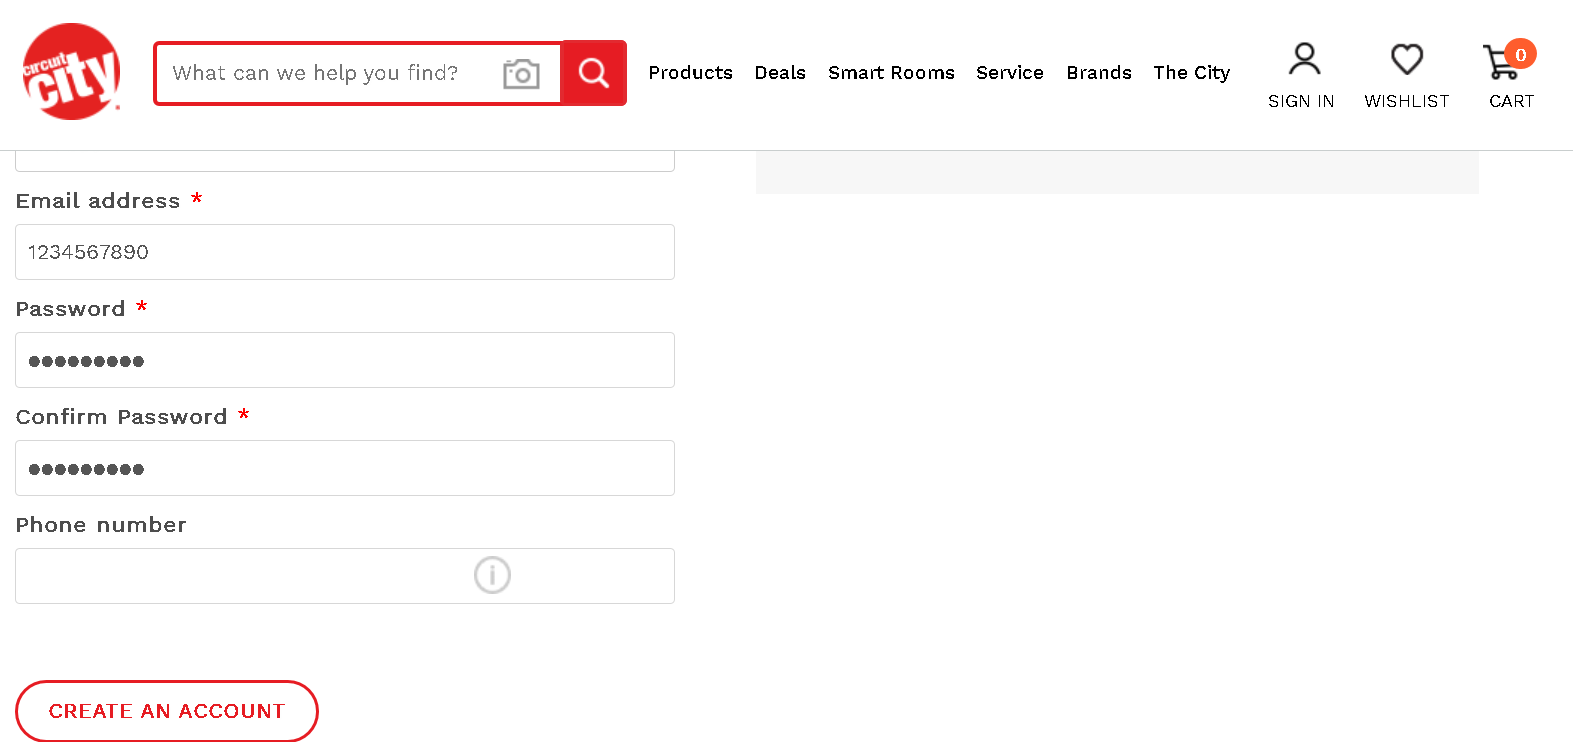 circuit city
What can we help you find?
Products Deals Smart Rooms Service Brands The City
SIGN IN
WISHLIST
0
CART
Email address *
1234567890
Password *
●●●●●●●●●
Confirm Password *
●●●●●●●●●
Phone number
i
CREATE AN ACCOUNT